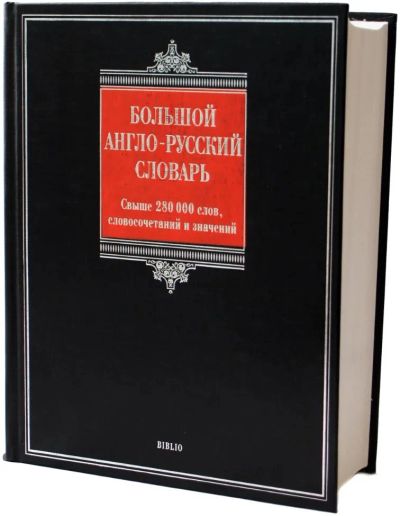 БОЛЬШОЙ
АНГЛО-РУССКИЙ
СЛОВАРЬ
Свыше 280 000 слов,
словосочетаний и значений
BIBLIO